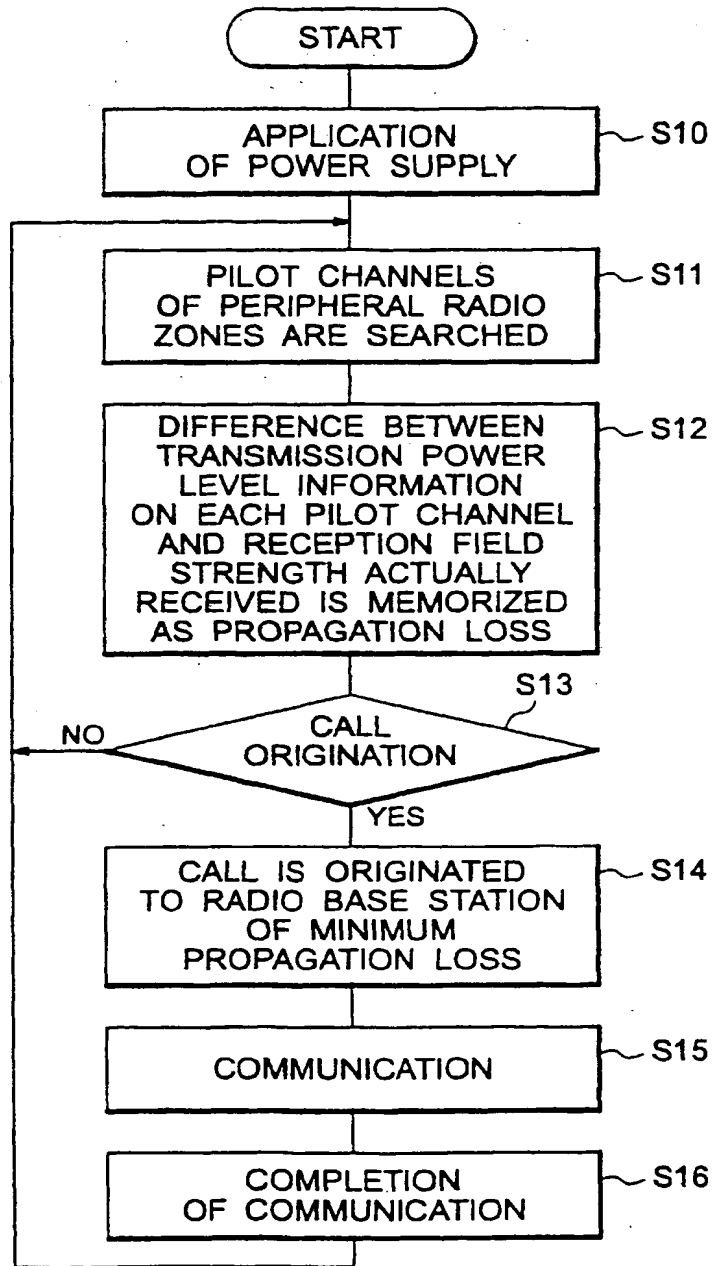 START
APPLICATION
OF POWER SUPPLY
S10
PILOT CHANNELS
OF PERIPHERAL RADIO
ZONES ARE SEARCHED
S11
DIFFERENCE BETWEEN
TRANSMISSION POWER
LEVEL INFORMATION
ON EACH PILOT CHANNEL
AND RECEPTION FIELD
STRENGTH ACTUALLY
RECEIVED IS MEMORIZED
AS PROPAGATION LOSS
S12
S13
CALL
ORIGINATION
NO
YES
CALL IS ORIGINATED
TO RADIO BASE STATION
OF MINIMUM
PROPAGATION LOSS
S14
COMMUNICATION
S15
COMPLETION
OF COMMUNICATION
S16